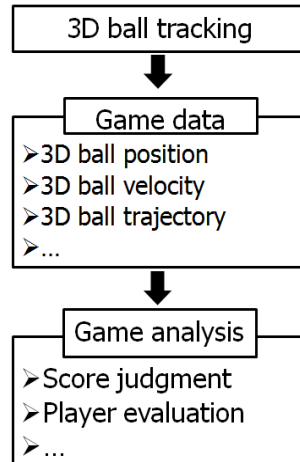 3D ball tracking
Game data
➢3D ball position
➢3D ball velocity
➢3D ball trajectory
➢...
Game analysis
➢Score judgment
➢Player evaluation
➢...